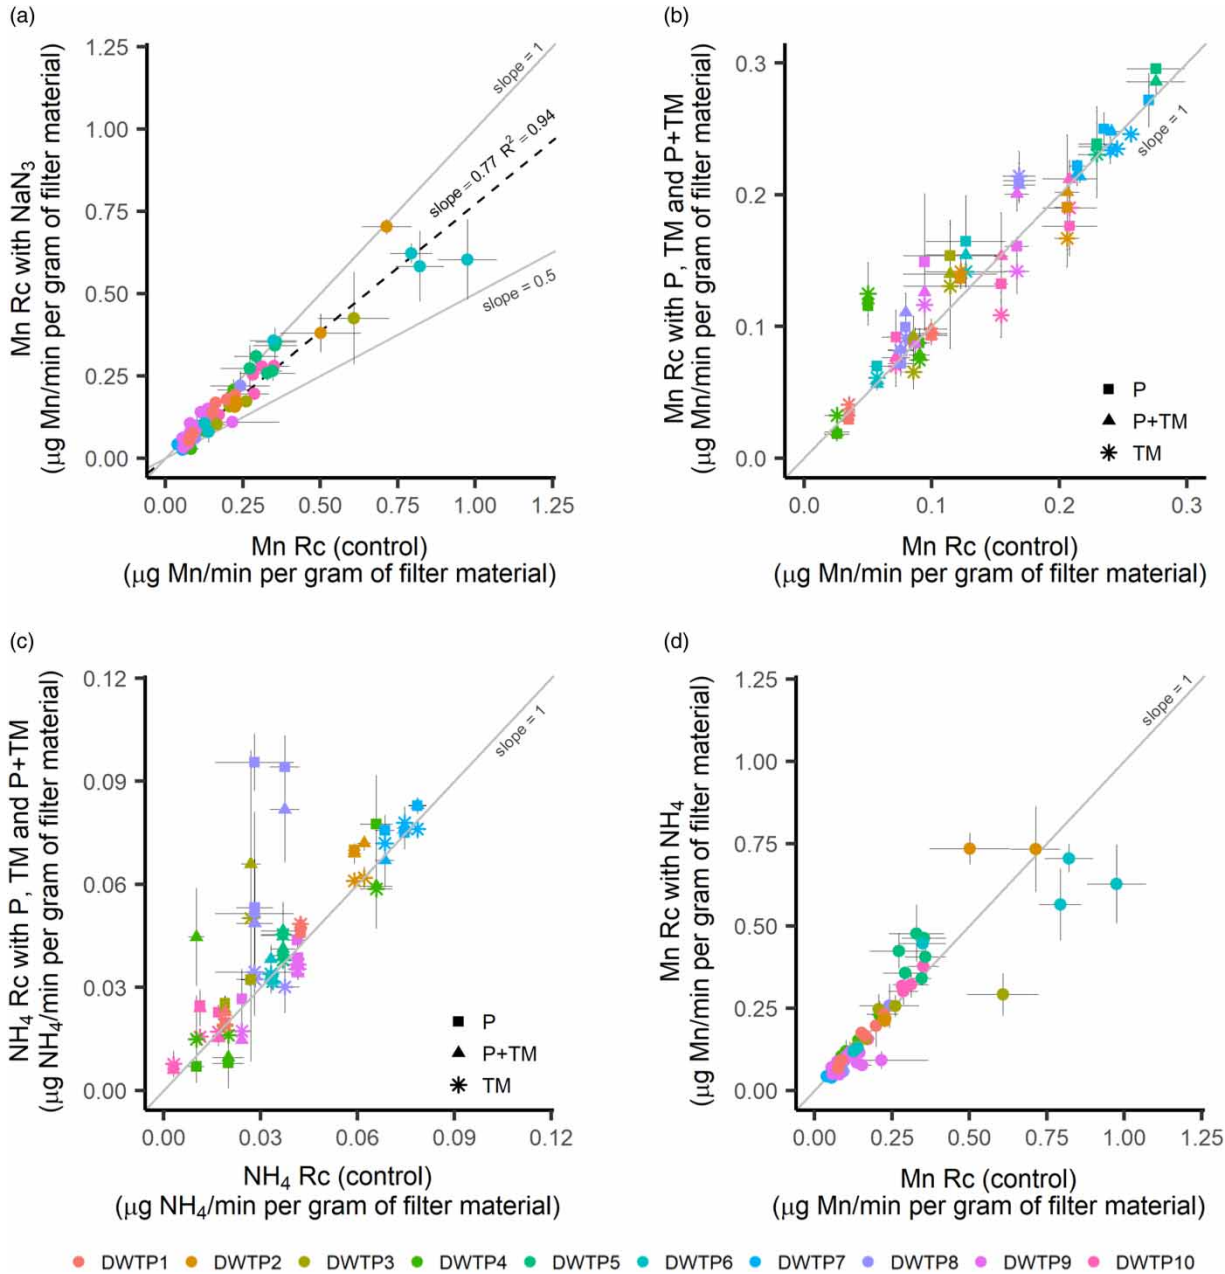 (a)
Mn Rc with NaN3
(μg Mn/min per gram of filter material)
1.25
1.00
0.75
0.50
0.25
0.00
slope = 1
slope = 0.77 R² = 0.94
slope = 0.5
0.00 0.25 0.50 0.75 1.00 1.25
Mn Rc (control)
(μg Mn/min per gram of filter material)
(b)
Mn Rc with P, TM and P+TM
(μg Mn/min per gram of filter material)
0.3
0.2
0.1
0.0
slope = 1
P
P+TM
TM
0.0 0.1 0.2 0.3
Mn Rc (control)
(μg Mn/min per gram of filter material)
(c)
NH4 Rc with P, TM and P+TM
(μg NH4/min per gram of filter material)
0.12
0.09
0.06
0.03
0.00
slope = 1
P
P+TM
TM
0.00 0.03 0.06 0.09 0.12
NH4 Rc (control)
(μg NH4/min per gram of filter material)
(d)
Mn Rc with NH4
(μg Mn/min per gram of filter material)
1.25
1.00
0.75
0.50
0.25
0.00
slope = 1
0.00 0.25 0.50 0.75 1.00 1.25
Mn Rc (control)
(μg Mn/min per gram of filter material)
DWTP1 DWTP2 DWTP3 DWTP4 DWTP5 DWTP6 DWTP7 DWTP8 DWTP9 DWTP10